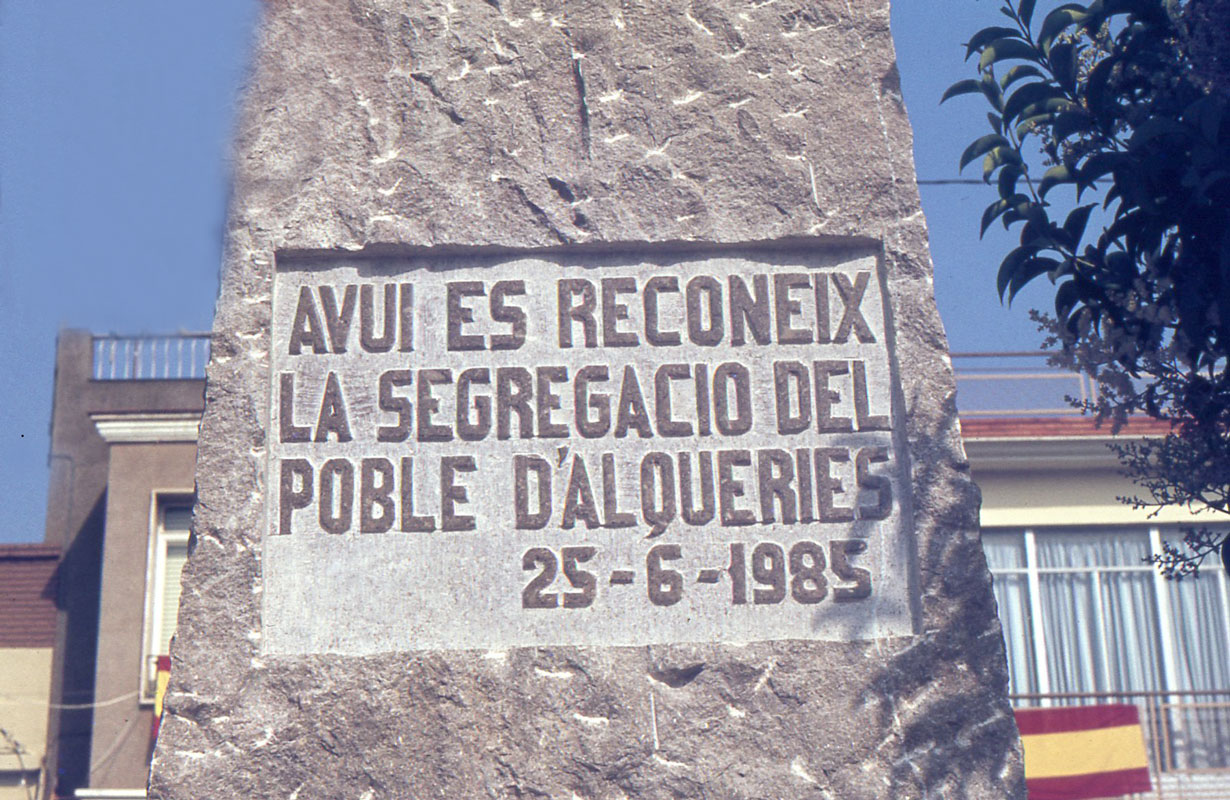 AVUI ES RECONEIX
LA SEGREGACIO DEL
POBLE D'ALQUERIES
25-6-1985